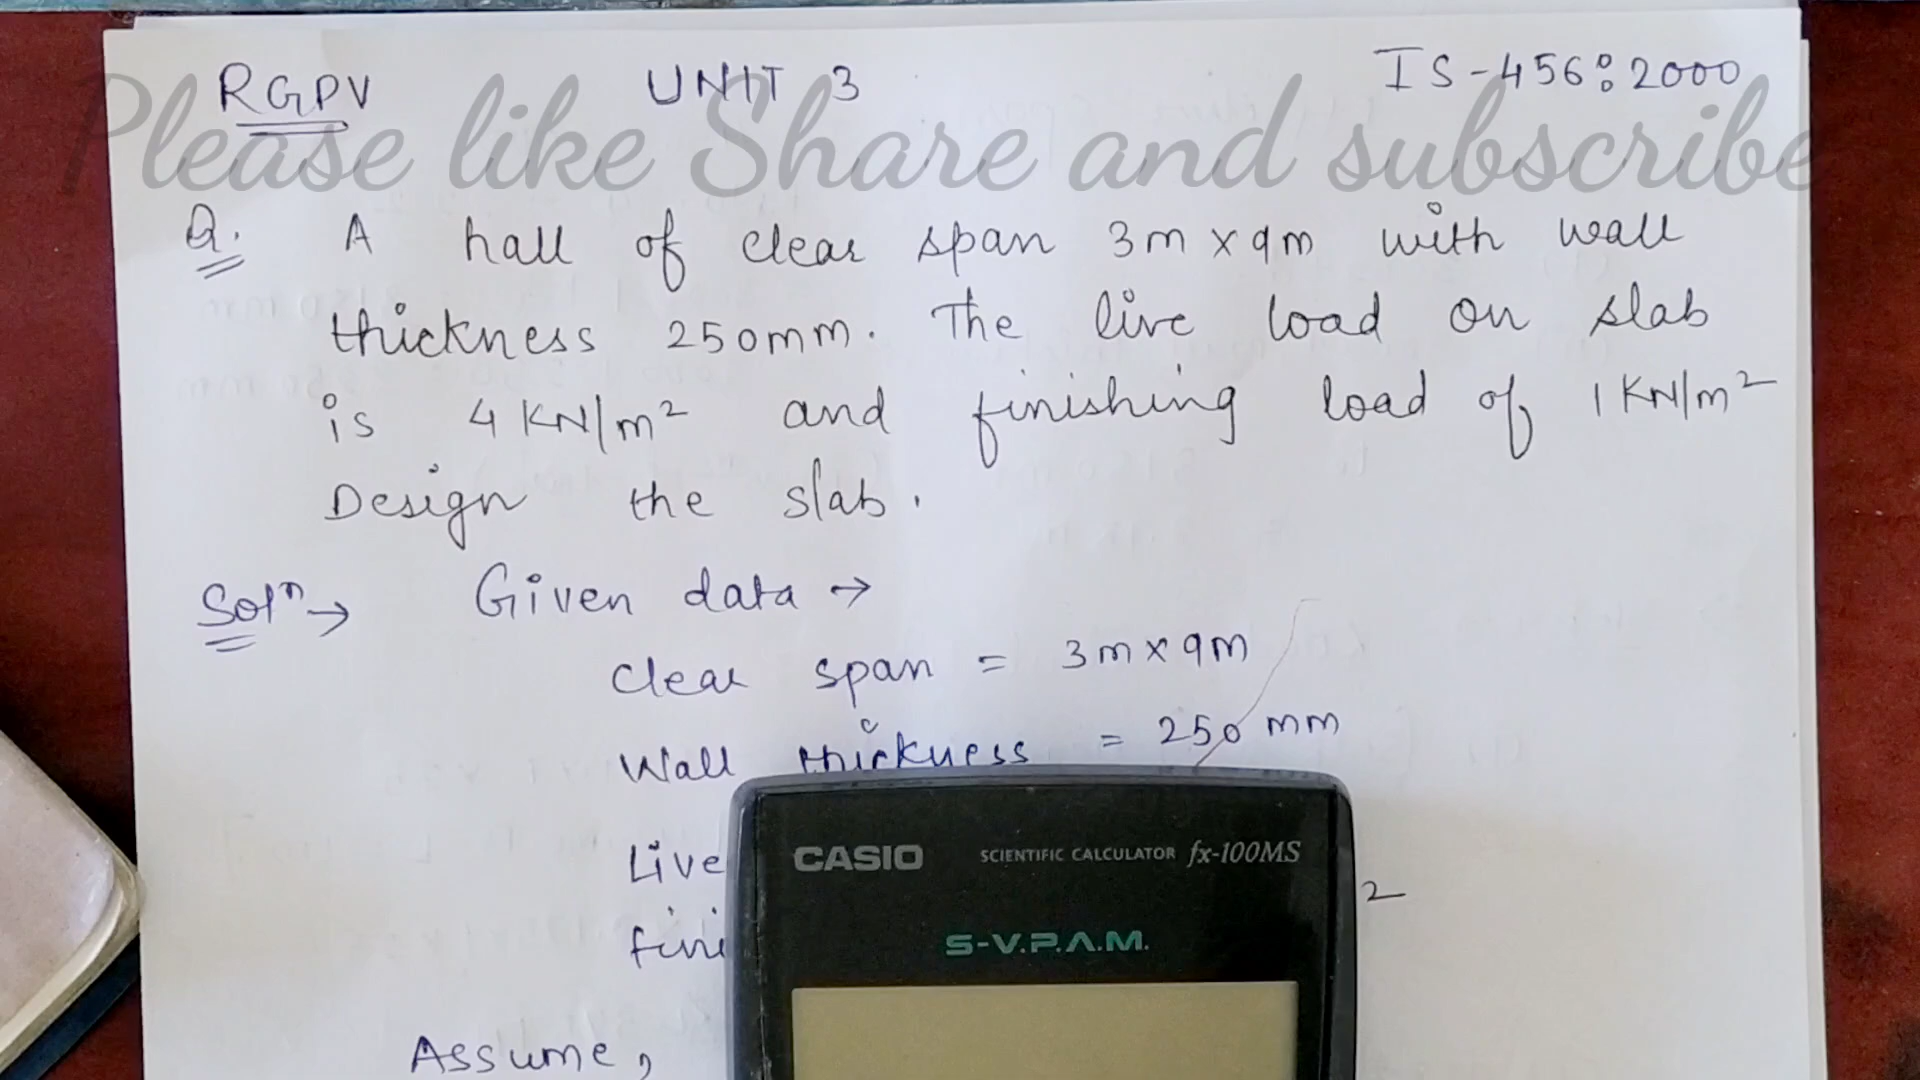 RGPV UNIT 3 IS-456:2000
Please like Share and subscribe
Q. A hall of clear span 3m x 9m with wall
thickness 250mm. The live load on slab
is 4 KN/m² and finishing load of 1 KN/m²
Design the slab.
Solⁿ → Given data →
Clear span = 3m x 9m
Wall thickness = 250 mm
Live
fini
2
Assume,
CASIO SCIENTIFIC CALCULATOR fx-100MS
S-V.P.A.M.